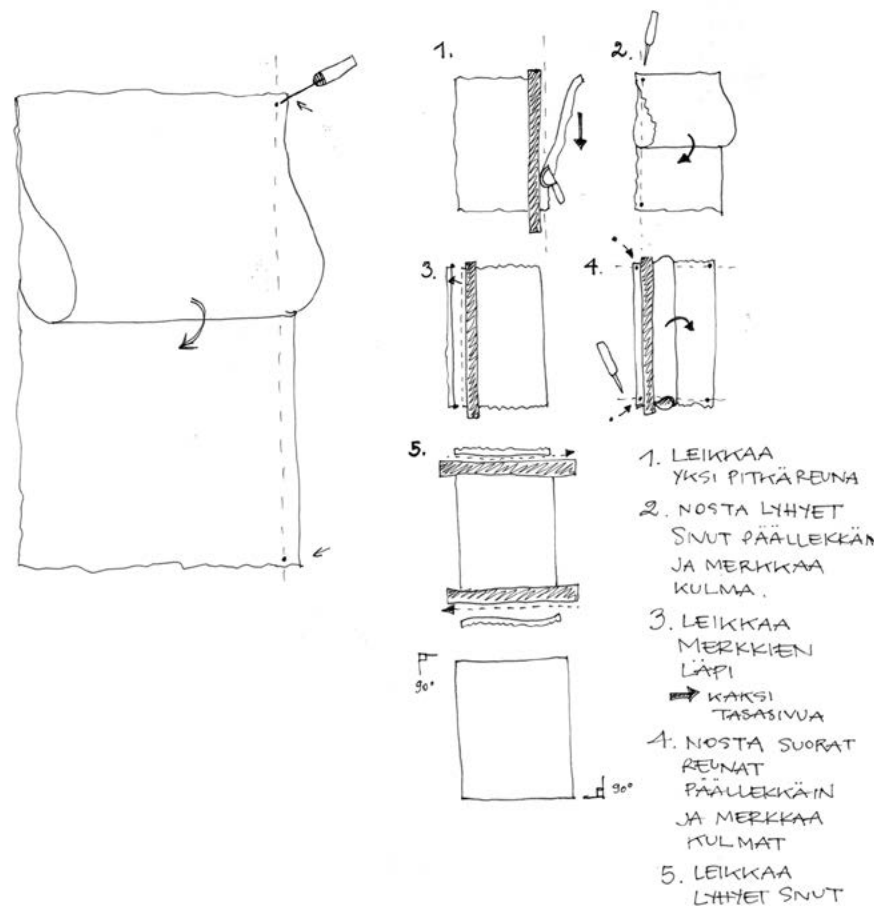 1.
2.
3.
4.
5.
90°
90°
1. LEIKKAA
YKSI PITKÄREUNA
2. NOSTA LYHYET
SIVUT PÄÄLLEKKÄN
JA MERKKAA
KULMA.
3. LEIKKAA
MERKKIEN
LÄPI
➡ KAKSI
TASASIVUA
4. NOSTA SUORAT
REUNAT
PÄÄLLEKKÄIN
JA MERKKAA
KULMAT
5. LEIKKAA
LYHYET SIVUT